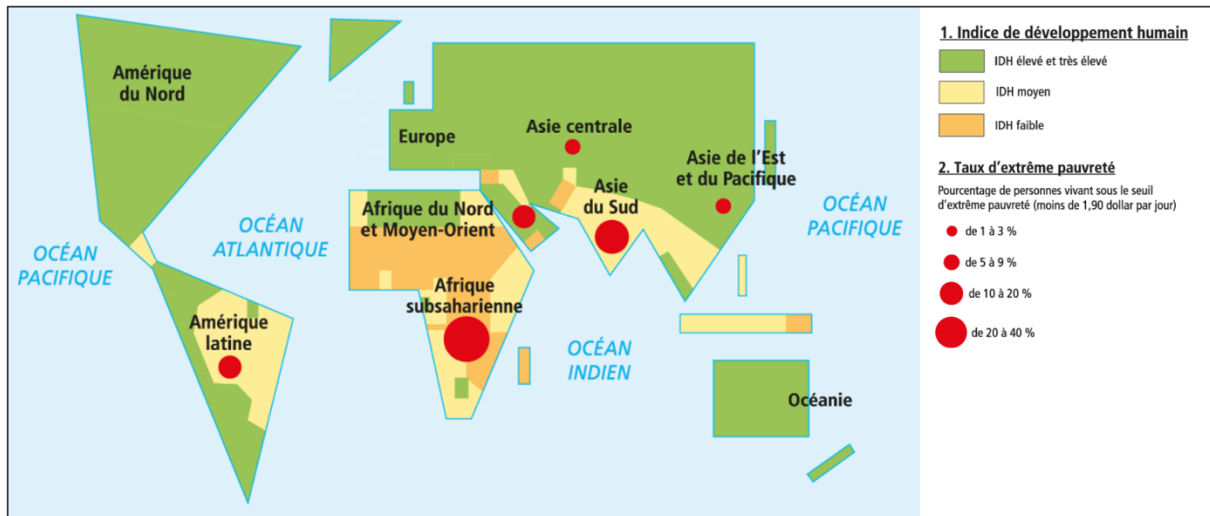 Amérique
du Nord
Europe
Asie centrale
Asie de l'Est
et du Pacifique
Asie
du Sud
Afrique du Nord
et Moyen-Orient
OCÉAN
ATLANTIQUE
OCÉAN
PACIFIQUE
OCÉAN
PACIFIQUE
Afrique
subsaharienne
Amérique
latine
OCÉAN
INDIEN
Océanie
1. Indice de développement humain
IDH élevé et très élevé
IDH moyen
IDH faible
2. Taux d'extrême pauvreté
Pourcentage de personnes vivant sous le seuil
d'extrême pauvreté (moins de 1,90 dollar par jour)
de 1 à 3 %
de 5 à 9 %
de 10 à 20 %
de 20 à 40 %